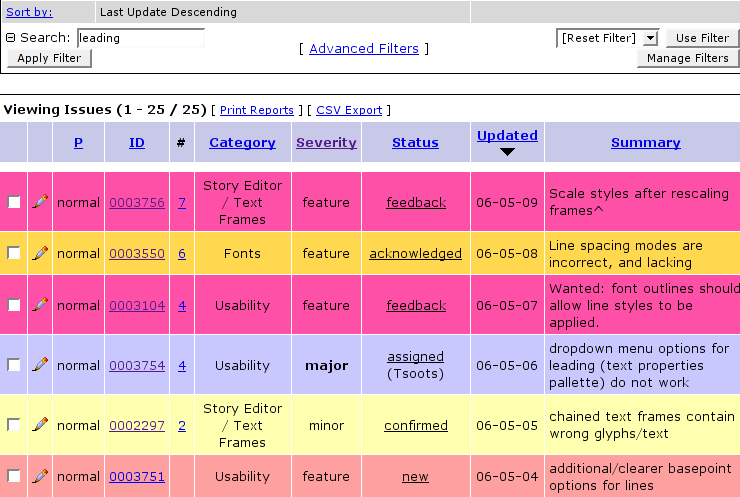 Sort by: Last Update Descending
Search: leading [ Advanced Filters ] [Reset Filter] Use Filter
Apply Filter Manage Filters
Viewing Issues (1 - 25 / 25) [ Print Reports ] [ CSV Export ]
P ID # Category Severity Status Updated Summary
normal 0003756 7 Story Editor / Text Frames feature feedback 06-05-09 Scale styles after rescaling frames^
normal 0003550 6 Fonts feature acknowledged 06-05-08 Line spacing modes are incorrect, and lacking
normal 0003104 4 Usability feature feedback 06-05-07 Wanted: font outlines should allow line styles to be applied.
normal 0003754 4 Usability major assigned (Tsoots) 06-05-06 dropdown menu options for leading (text properties pallette) do not work
normal 0002297 2 Story Editor / Text Frames minor confirmed 06-05-05 chained text frames contain wrong glyphs/text
normal 0003751 Usability feature new 06-05-04 additional/clearer basepoint options for lines